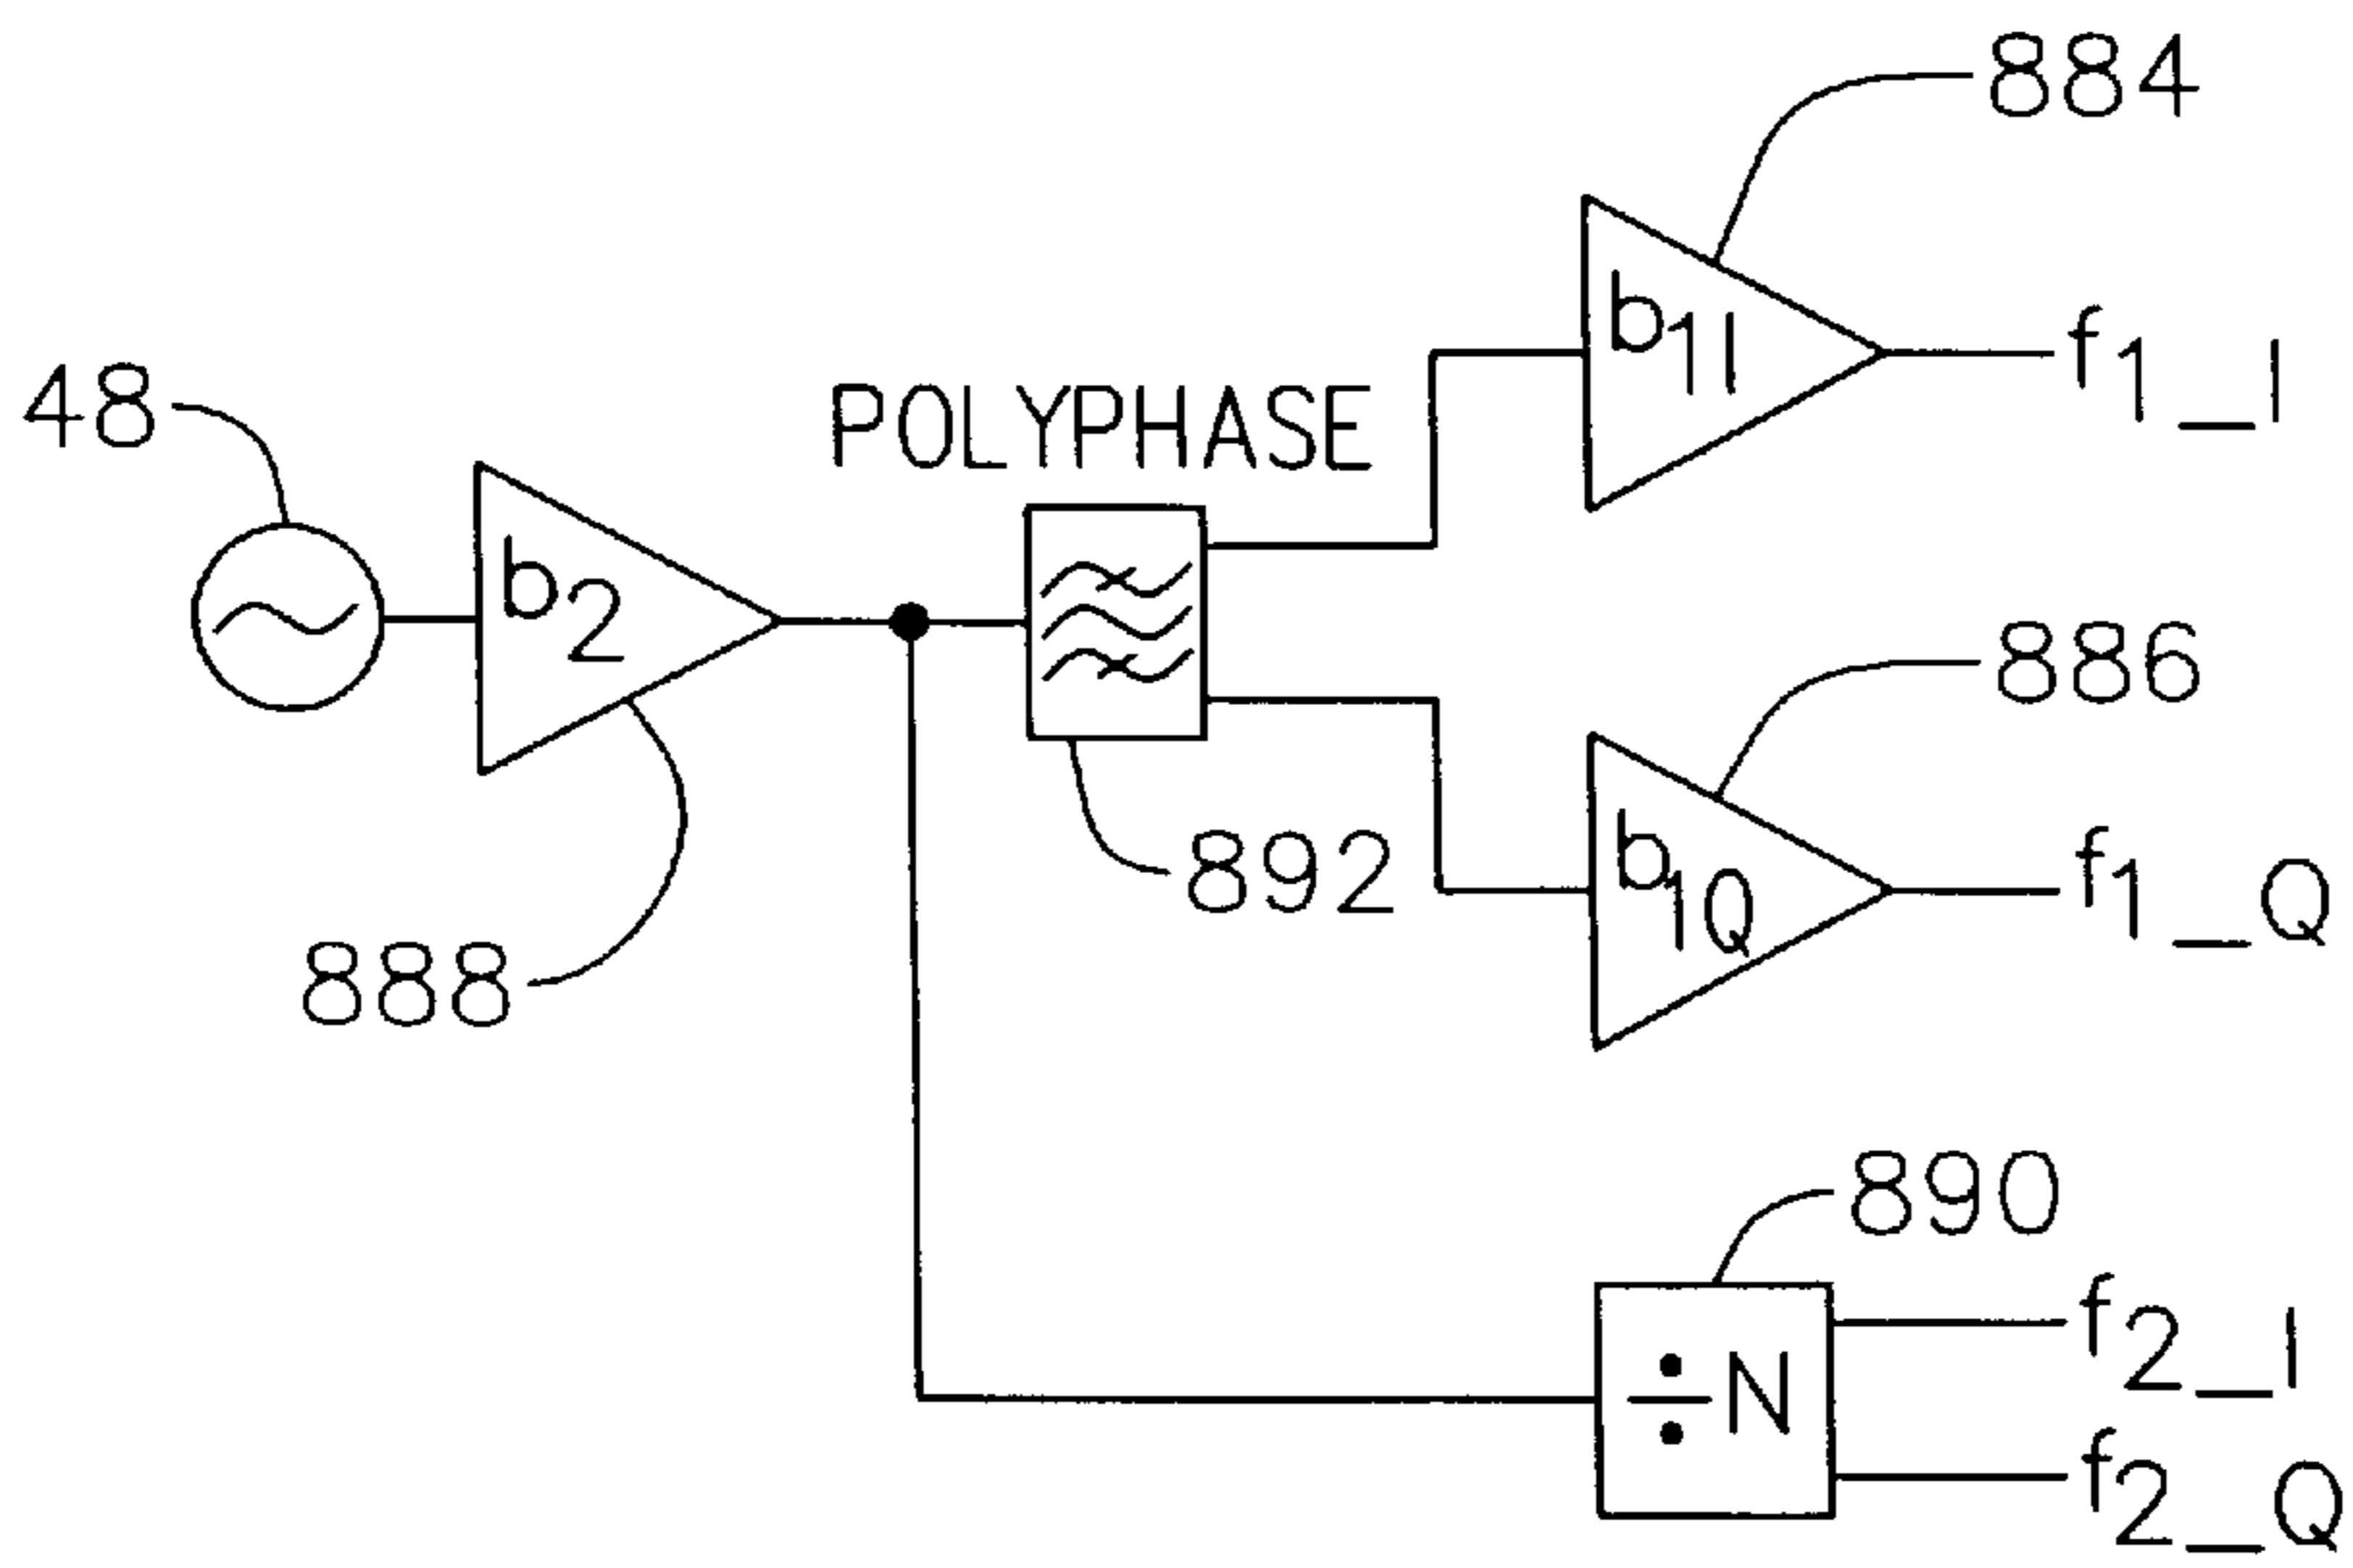 884
b1I
f1_I
48
POLYPHASE
b2
886
892
b1Q
f1_Q
888
890
f2_I
÷N
f2_Q